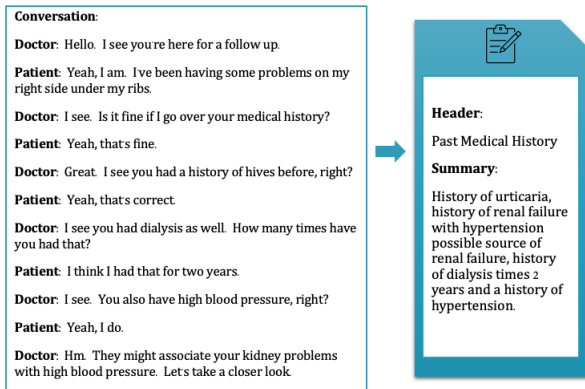 Conversation:
Doctor: Hello. I see you're here for a follow up.
Patient: Yeah, I am. I've been having some problems on my
right side under my ribs.
Doctor: I see. Is it fine if I go over your medical history?
Patient: Yeah, that's fine.
Doctor: Great. I see you had a history of hives before, right?
Patient: Yeah, that's correct.
Doctor: I see you had dialysis as well. How many times have
you had that?
Patient: I think I had that for two years.
Doctor: I see. You also have high blood pressure, right?
Patient: Yeah, I do.
Doctor: Hm. They might associate your kidney problems
with high blood pressure. Let's take a closer look.
Header:
Past Medical History
Summary:
History of urticaria,
history of renal failure
with hypertension
possible source of
renal failure, history
of dialysis times 2
years and a history of
hypertension.